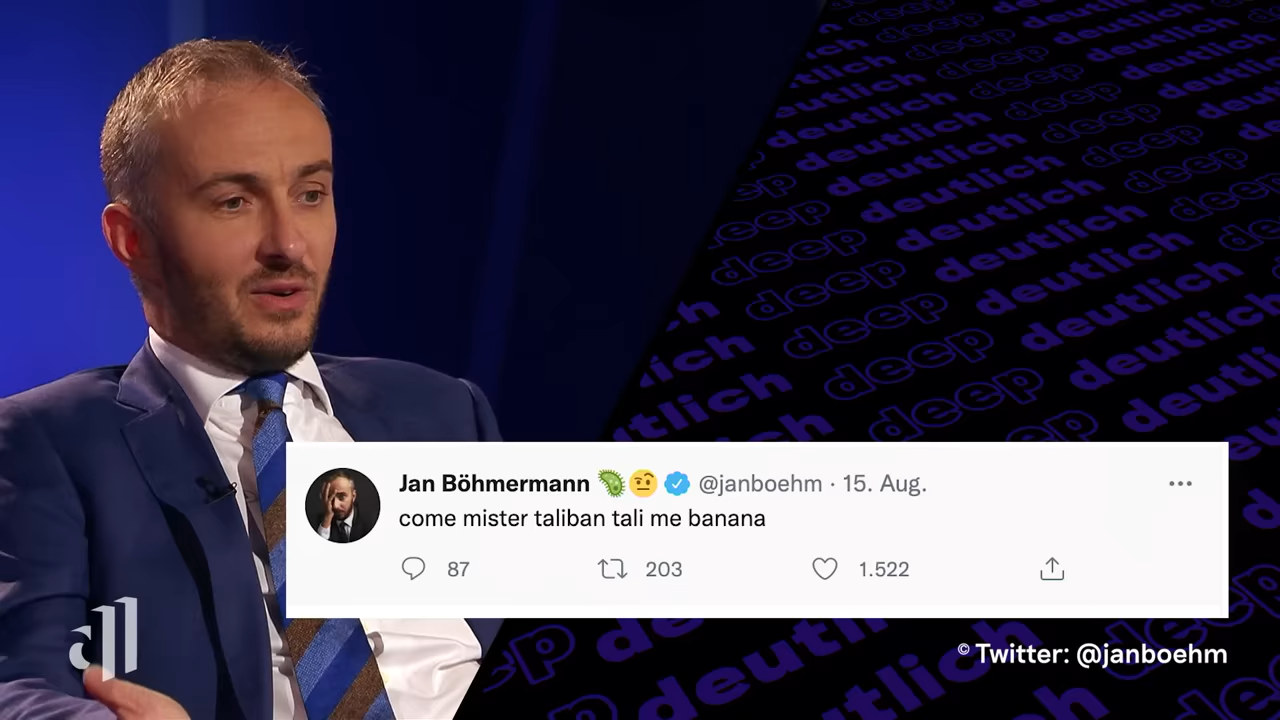 deep deutlich
Jan Böhmermann 🦠🤨 @janboehm · 15. Aug.
come mister taliban tali me banana
87 203 1.522
© Twitter: @janboehm